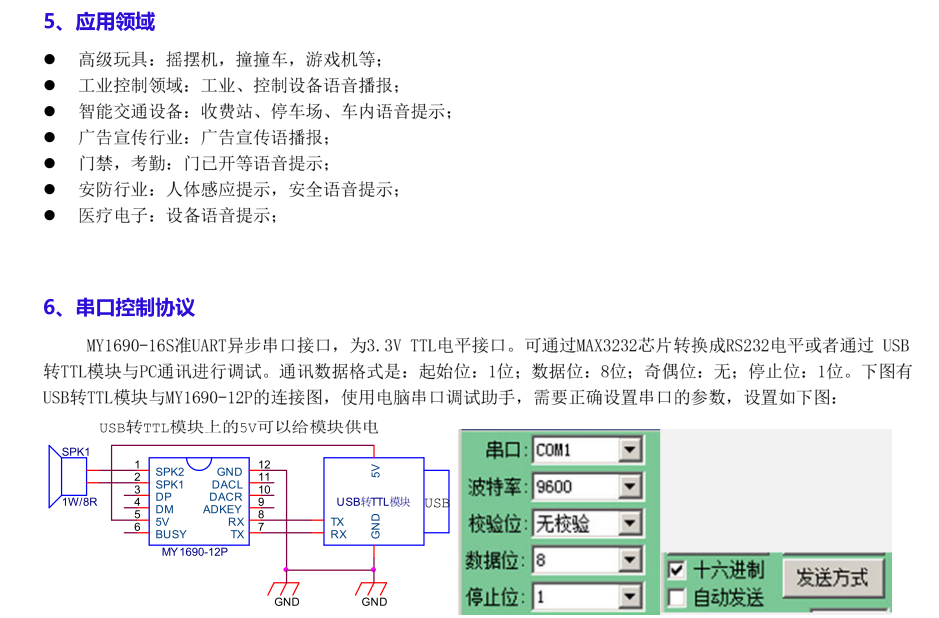 5、应用领域
● 高级玩具：摇摆机，撞撞车，游戏机等；
● 工业控制领域：工业、控制设备语音播报；
● 智能交通设备：收费站、停车场、车内语音提示；
● 广告宣传行业：广告宣传语播报；
● 门禁，考勤：门已开等语音提示；
● 安防行业：人体感应提示，安全语音提示；
● 医疗电子：设备语音提示；
6、串口控制协议
MY1690-16S准UART异步串口接口，为3.3V TTL电平接口。可通过MAX3232芯片转换成RS232电平或者通过 USB
转TTL模块与PC通讯进行调试。通讯数据格式是：起始位：1位；数据位：8位；奇偶位：无；停止位：1位。下图有
USB转TTL模块与MY1690-12P的连接图，使用电脑串口调试助手，需要正确设置串口的参数，设置如下图：
USB转TTL模块上的5V可以给模块供电
SPK1
1W/8R
1 SPK2 GND 12
2 SPK1 DACL 11
3 DP DACR 10
4 DM ADKEY 9
5 5V RX 8
6 BUSY TX 7
MY1690-12P
5V
USB转TTL模块
USB
TX
RX
GND
GND
GND
串口: COM1
波特率: 9600
校验位: 无校验
数据位: 8
停止位: 1
十六进制
自动发送
发送方式